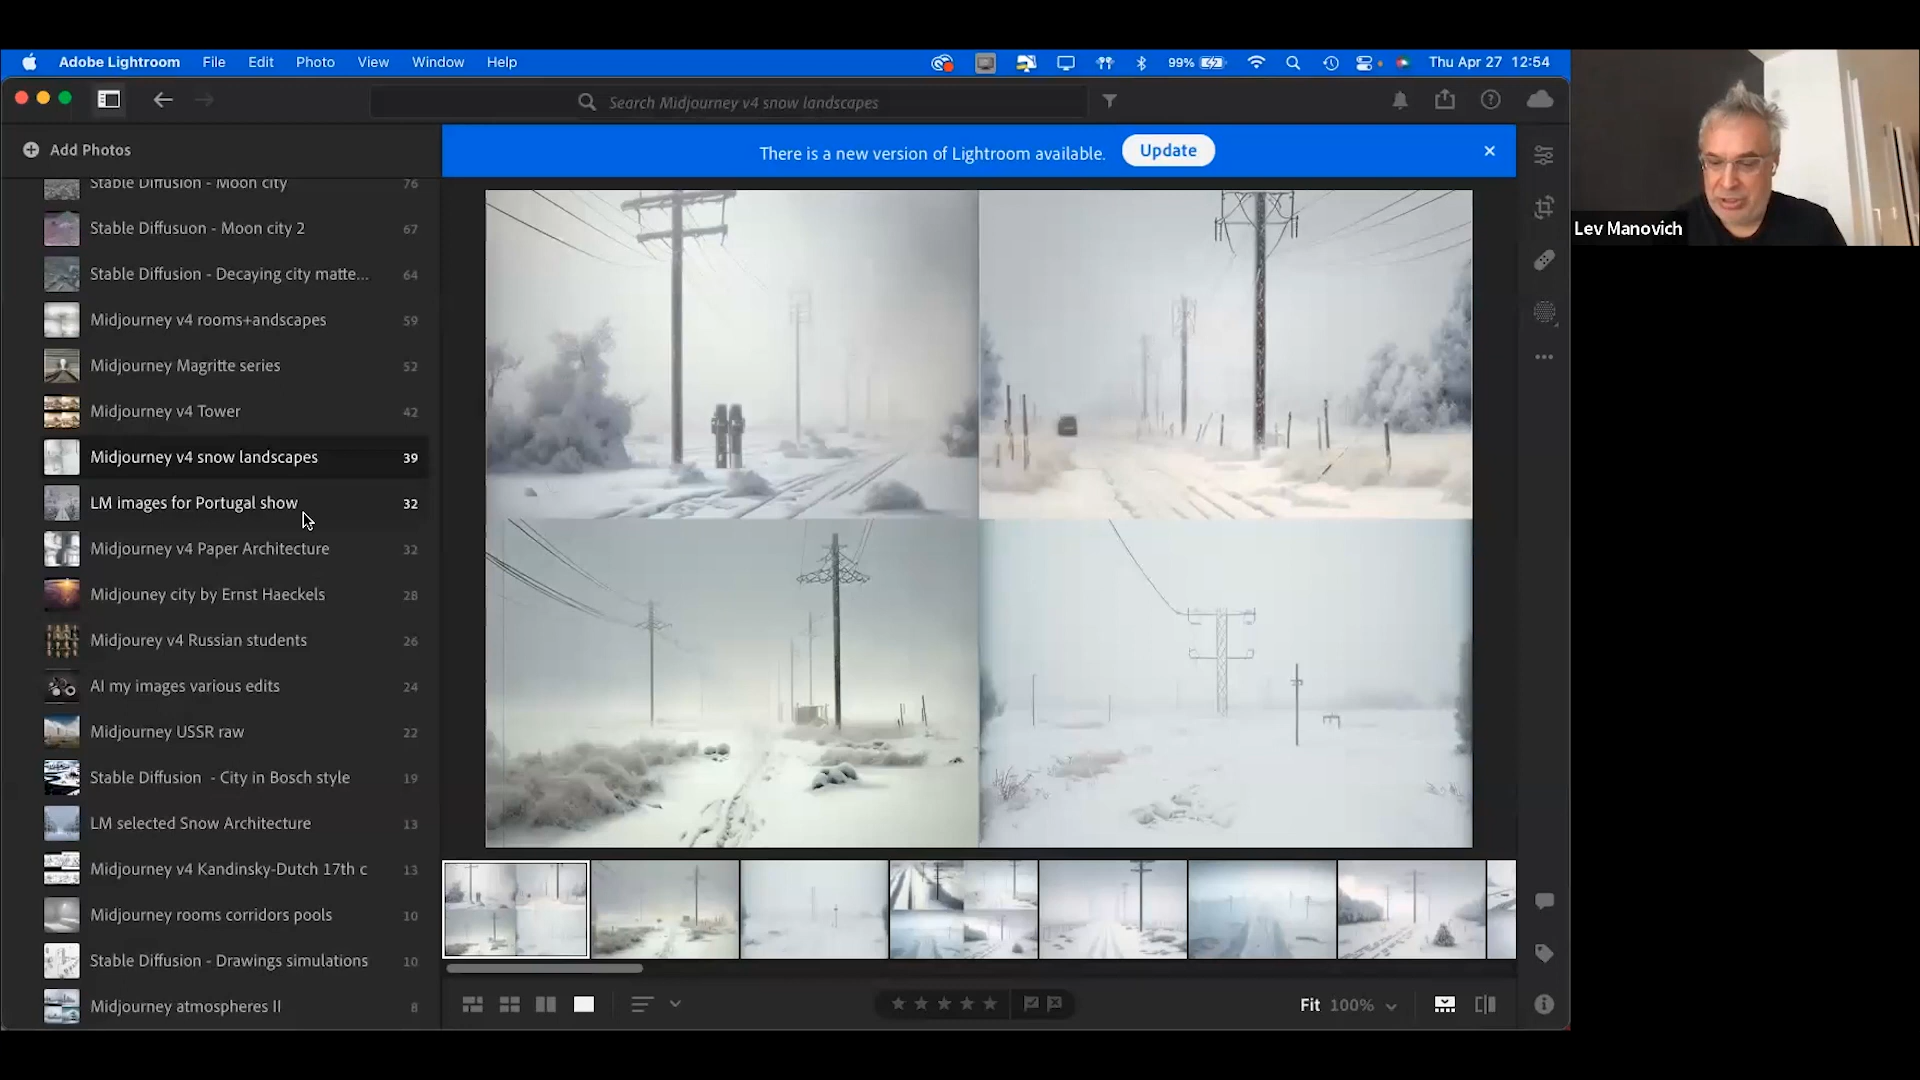 Adobe Lightroom File Edit Photo View Window Help 99% Thu Apr 27 12:54
Search Midjourney v4 snow landscapes
Add Photos
There is a new version of Lightroom available. Update
Stable Diffusion - Moon city 76
Stable Diffusuon - Moon city 2 67
Stable Diffusion - Decaying city matte... 64
Midjourney v4 rooms+andscapes 59
Midjourney Magritte series 52
Midjourney v4 Tower 42
Midjourney v4 snow landscapes 39
LM images for Portugal show 32
Midjourney v4 Paper Architecture 32
Midjouney city by Ernst Haeckels 28
Midjourey v4 Russian students 26
AI my images various edits 24
Midjourney USSR raw 22
Stable Diffusion - City in Bosch style 19
LM selected Snow Architecture 13
Midjourney v4 Kandinsky-Dutch 17th c 13
Midjourney rooms corridors pools 10
Stable Diffusion - Drawings simulations 10
Midjourney atmospheres II 8
Fit 100%
Lev Manovich